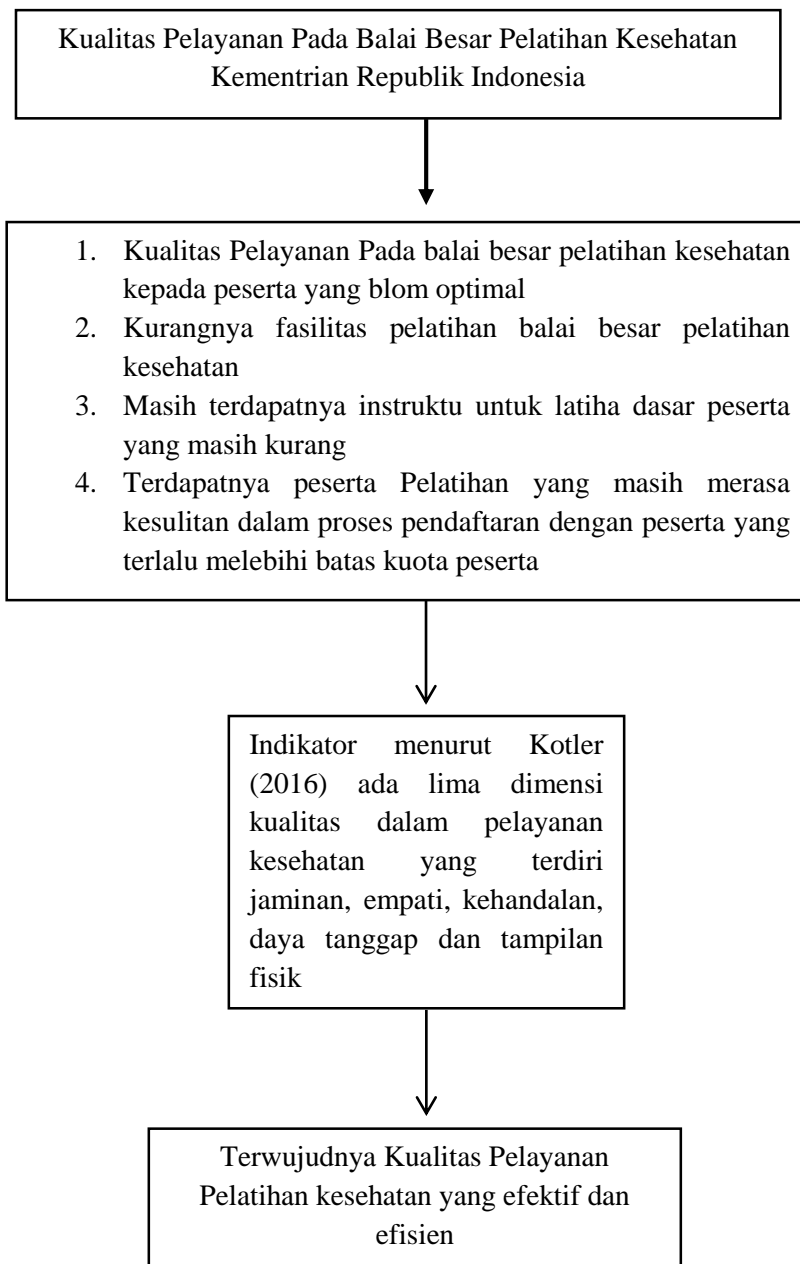 Kualitas Pelayanan Pada Balai Besar Pelatihan Kesehatan
Kementrian Republik Indonesia
1. Kualitas Pelayanan Pada balai besar pelatihan kesehatan
kepada peserta yang blom optimal
2. Kurangnya fasilitas pelatihan balai besar pelatihan
kesehatan
3. Masih terdapatnya instruktu untuk latiha dasar peserta
yang masih kurang
4. Terdapatnya peserta Pelatihan yang masih merasa
kesulitan dalam proses pendaftaran dengan peserta yang
terlalu melebihi batas kuota peserta
Indikator menurut Kotler
(2016) ada lima dimensi
kualitas dalam pelayanan
kesehatan yang terdiri
jaminan, empati, kehandalan,
daya tanggap dan tampilan
fisik
Terwujudnya Kualitas Pelayanan
Pelatihan kesehatan yang efektif dan
efisien